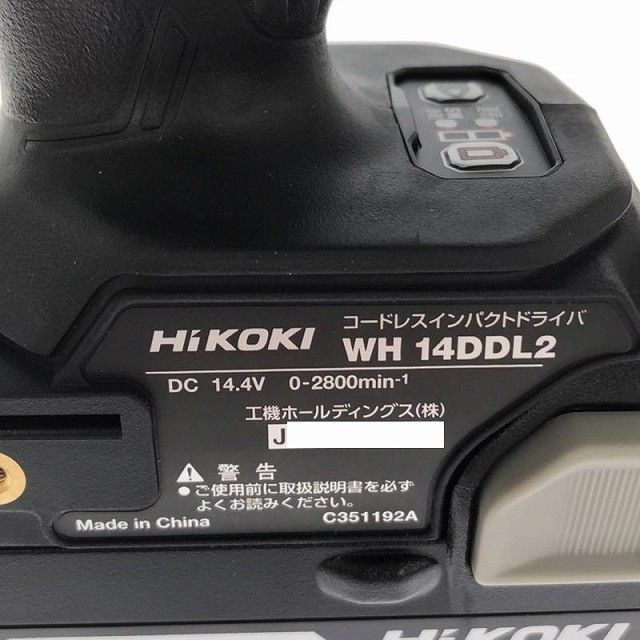 HiKOKI
コードレスインパクトドライバ
WH 14DDL2
DC 14.4V 0-2800min-1
工機ホールディングス(株)
J
⚠ 警告
●ご使用前に取扱説明書を必ず
よくお読みください。
Made in China
C351192A
HiKOKI